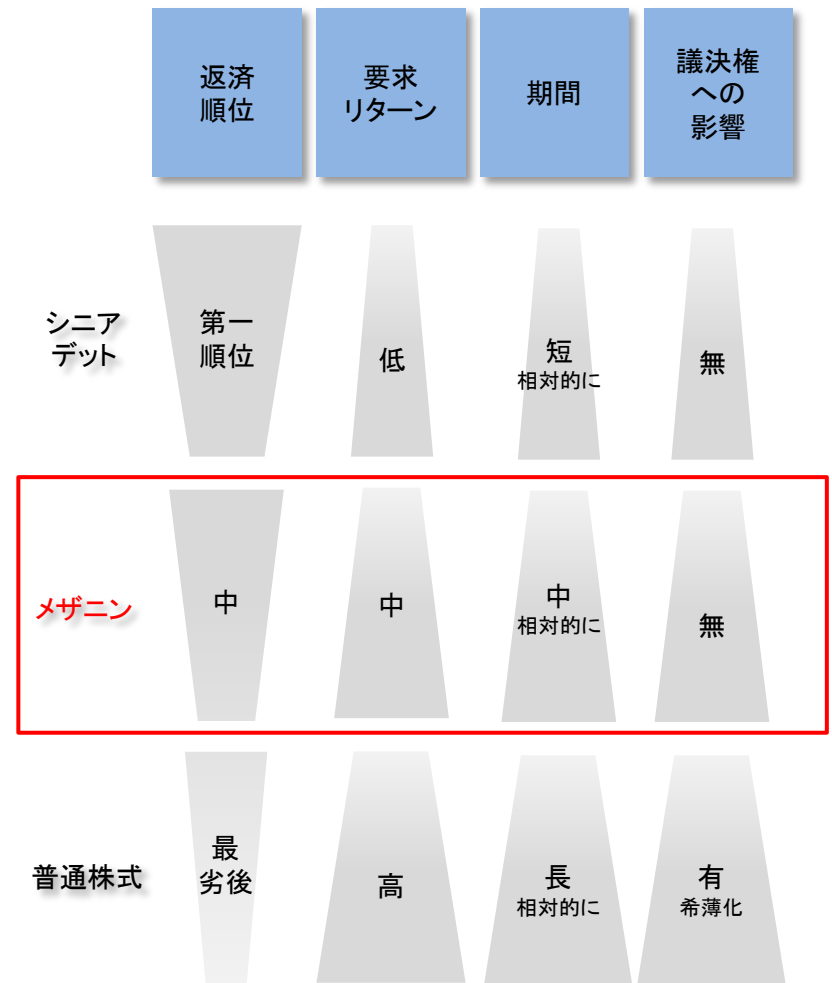 返済
順位
要求
リターン
期間
議決権
への
影響
シニア
デット
第一
順位
低
短
相対的に
無
メザニン
中
中
中
相対的に
無
普通株式
最
劣後
高
長
相対的に
有
希薄化